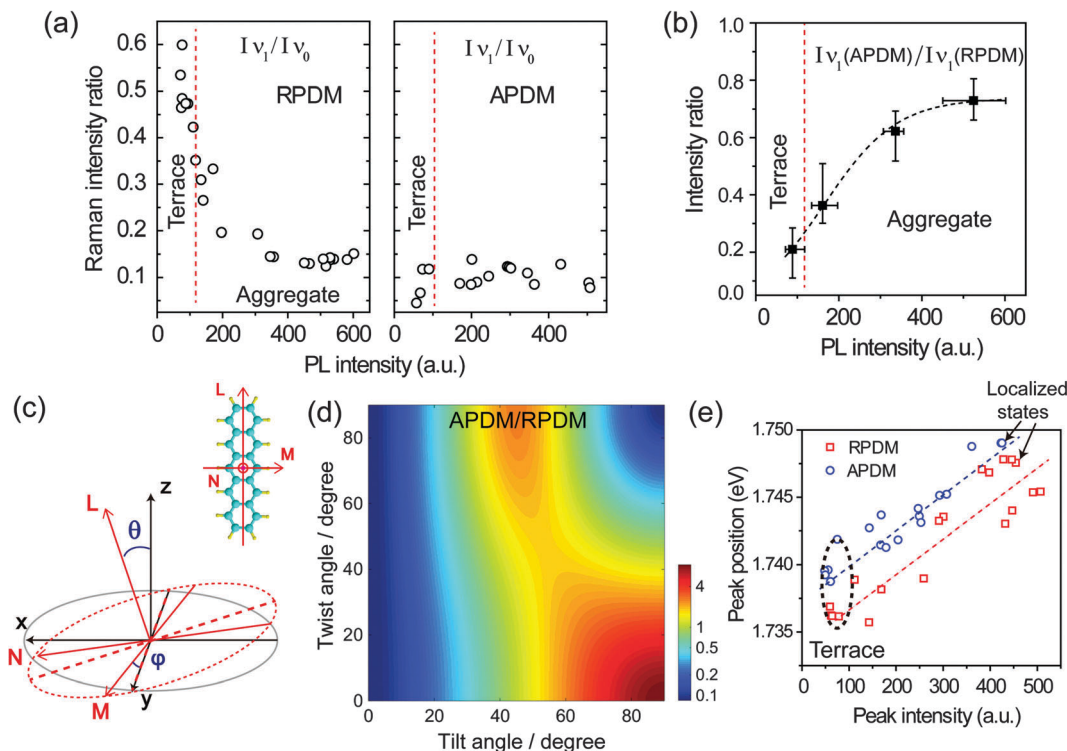 (a)
Iν₁/Iν₀
RPDM
Terrace
Aggregate
Raman intensity ratio
0.6
0.5
0.4
0.3
0.2
0.1
0 200 400 600
Iν₁/Iν₀
APDM
Terrace
0 200 400
PL intensity (a.u.)
(b)
Iν₁(APDM)/Iν₁(RPDM)
Terrace
Aggregate
Intensity ratio
1.0
0.8
0.6
0.4
0.2
0.0
0 200 400 600
PL intensity (a.u.)
(c)
L
M
N
z
L
θ
x
N
φ
y
M
(d)
APDM/RPDM
Twist angle / degree
80
60
40
20
0
0 20 40 60 80
Tilt angle / degree
4
2
1
0.5
0.2
0.1
(e)
Localized
states
RPDM
APDM
Terrace
Peak position (eV)
1.750
1.745
1.740
1.735
0 100 200 300 400 500
Peak intensity (a.u.)